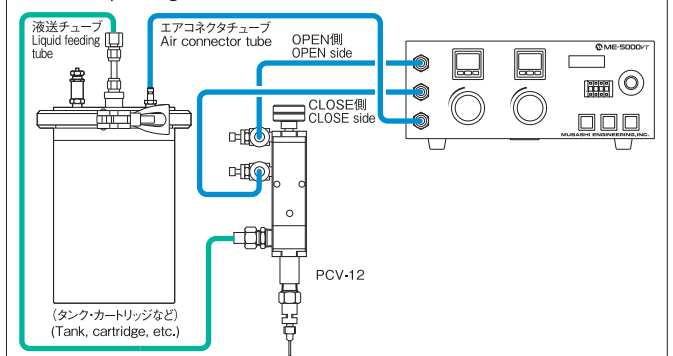 液送チューブ
Liquid feeding
tube
エアコネクタチューブ
Air connector tube
OPEN側
OPEN side
CLOSE側
CLOSE side
ME-5000VT
MUSASHI ENGINEERING, INC.
PCV-12
(タンク・カートリッジなど)
(Tank, cartridge, etc.)